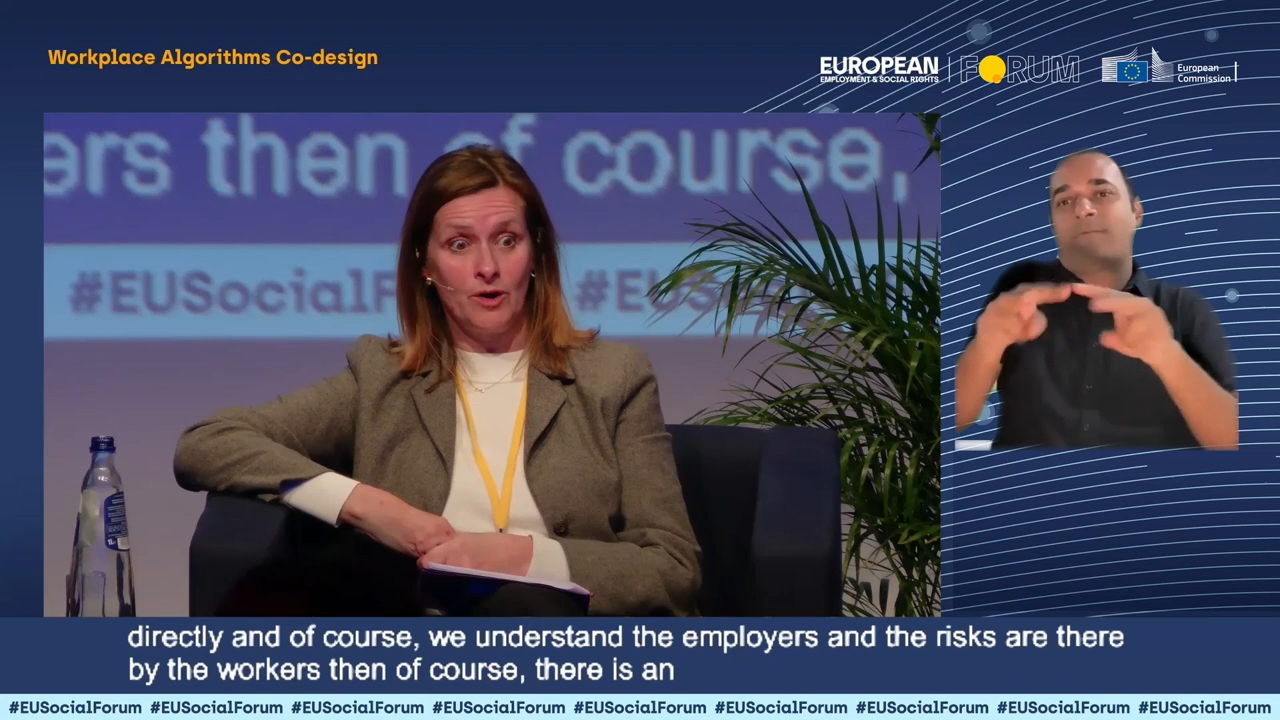 Workplace Algorithms Co-design
EUROPEAN
EMPLOYMENT & SOCIAL RIGHTS
FORUM
European
Commission
ers then of course,
#EUSocialF #EUS
directly and of course, we understand the employers and the risks are there
by the workers then of course, there is an
#EUSocialForum #EUSocialForum #EUSocialForum #EUSocialForum #EUSocialForum #EUSocialForum #EUSocialForum #EUSocialForum #EUSocialForum